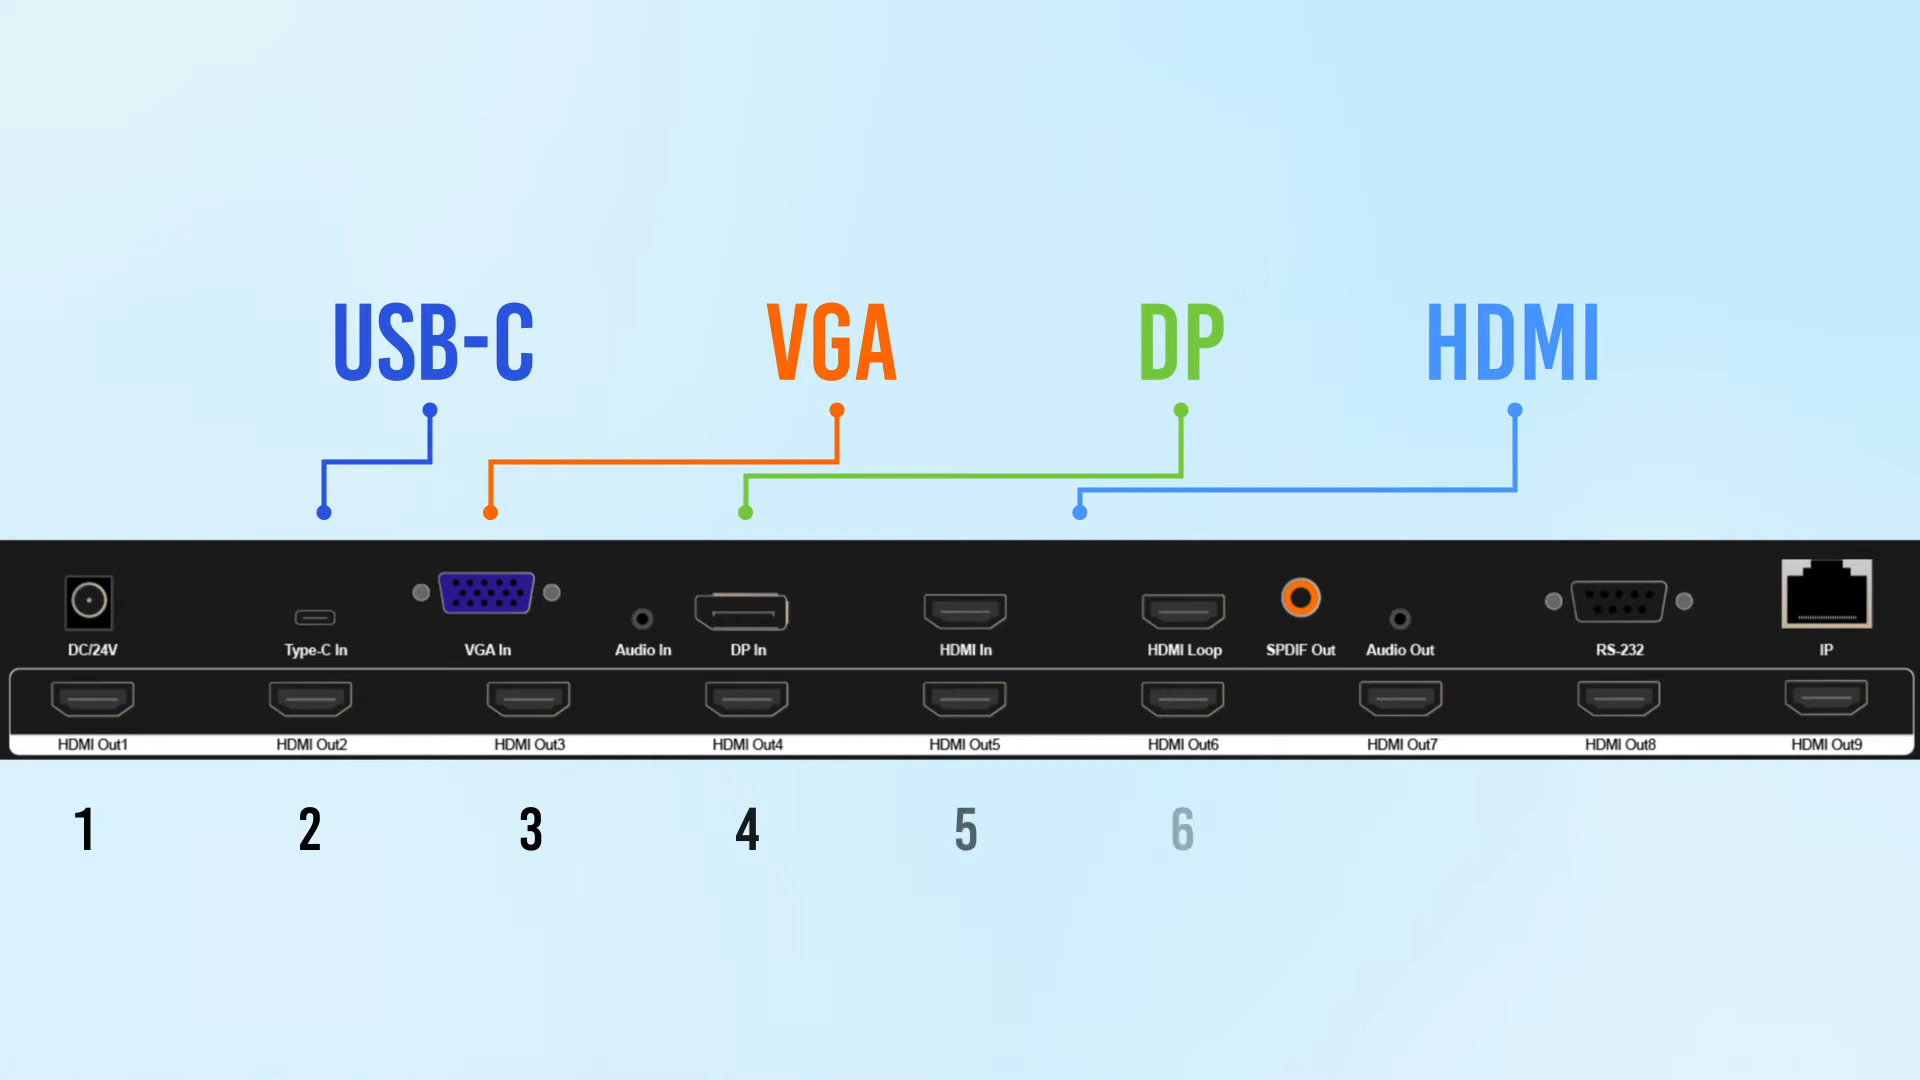 USB-C VGA DP HDMI
DC/24V Type-C In VGA In Audio In DP In HDMI In HDMI Loop SPDIF Out Audio Out RS-232 IP
HDMI Out1 HDMI Out2 HDMI Out3 HDMI Out4 HDMI Out5 HDMI Out6 HDMI Out7 HDMI Out8 HDMI Out9
1 2 3 4 5 6